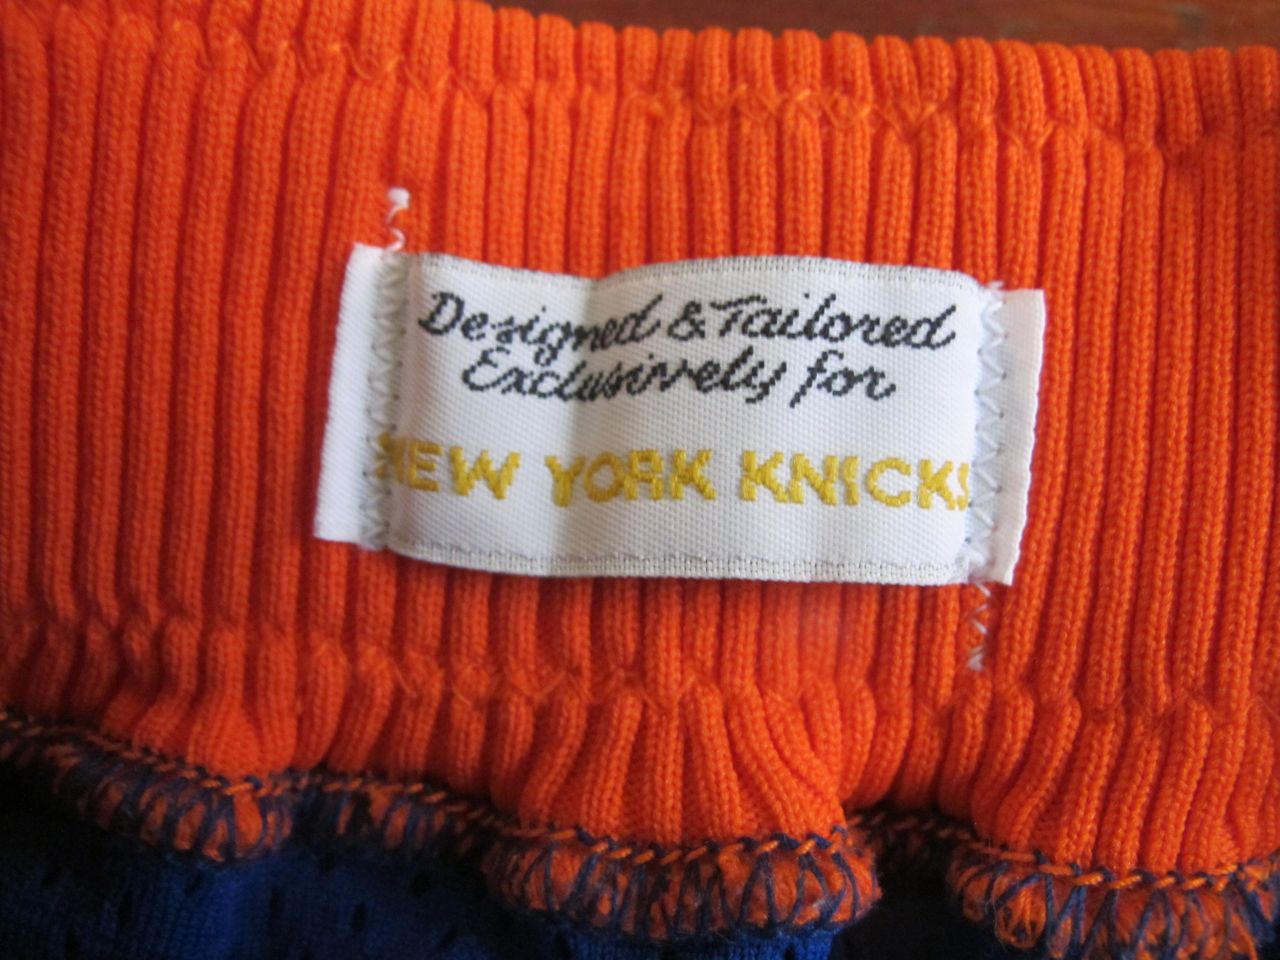 Designed & Tailored
Exclusively for
NEW YORK KNICKS